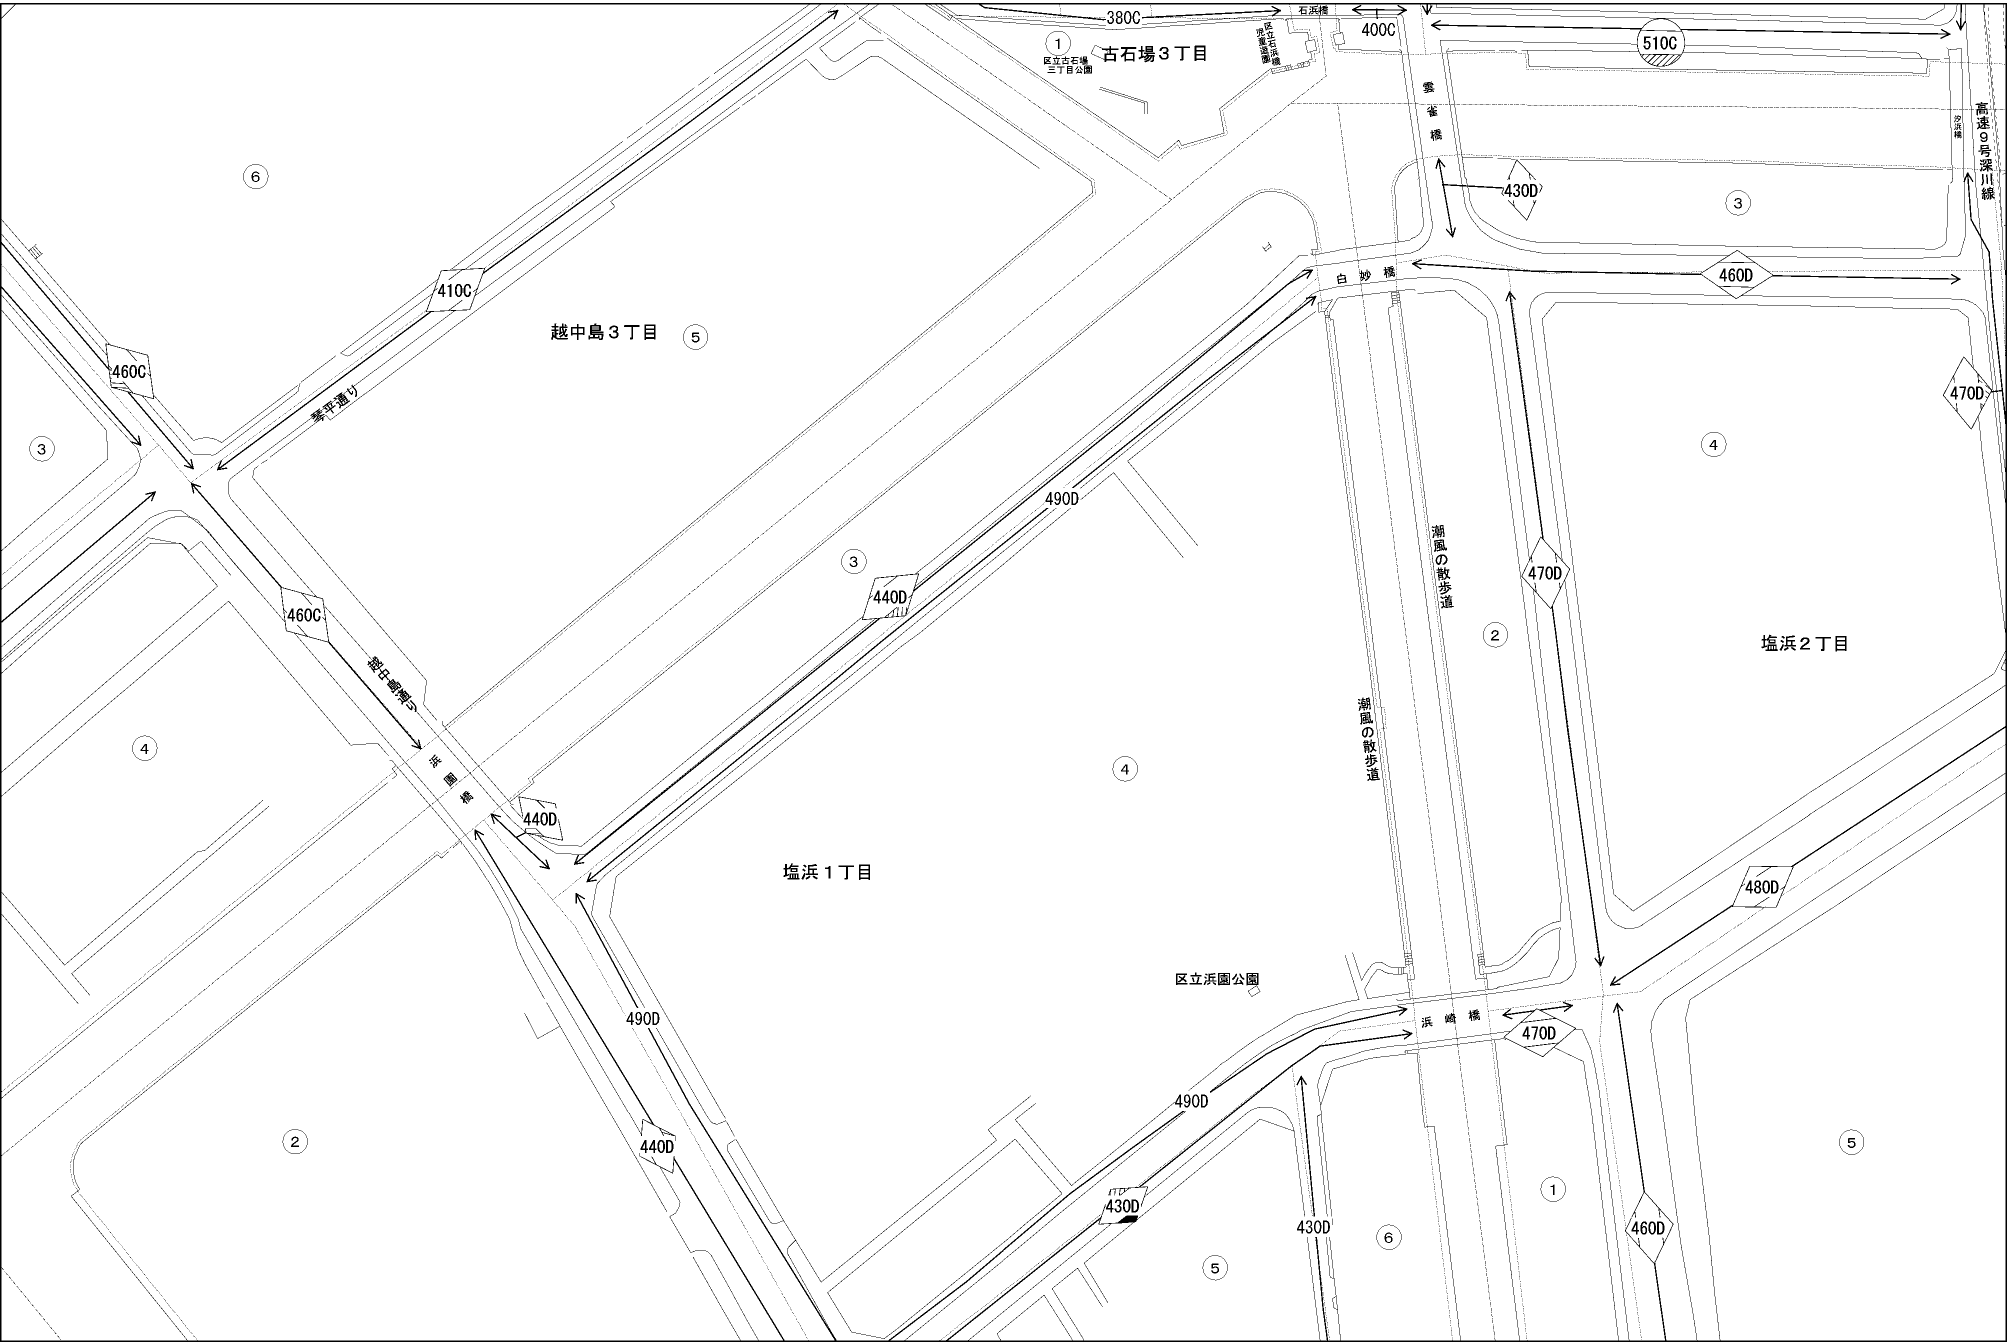 380C
石浜橋
400C
510C
1
古石場３丁目
区立古石場
三丁目公園
区立石浜橋
児童遊園
雲雀橋
汐浜橋
高速９号深川線
6
430D
3
410C
白妙橋
460D
越中島３丁目
5
460C
琴平通り
470D
3
4
490D
潮風の散歩道
3
440D
470D
460C
2
塩浜２丁目
越中島通り
潮風の散歩道
4
4
浜園橋
440D
塩浜１丁目
480D
区立浜園公園
490D
浜崎橋
470D
490D
2
440D
5
1
430D
430D
460D
6
5